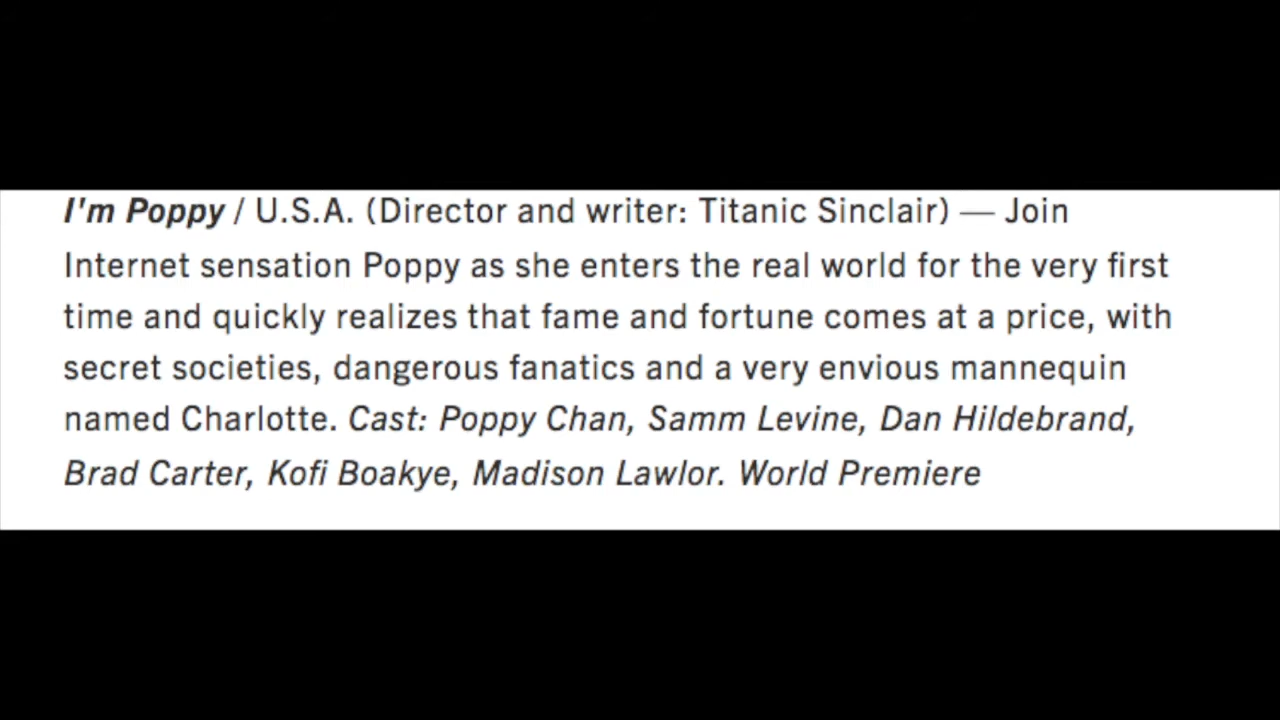 I'm Poppy / U.S.A. (Director and writer: Titanic Sinclair) — Join
Internet sensation Poppy as she enters the real world for the very first
time and quickly realizes that fame and fortune comes at a price, with
secret societies, dangerous fanatics and a very envious mannequin
named Charlotte. Cast: Poppy Chan, Samm Levine, Dan Hildebrand,
Brad Carter, Kofi Boakye, Madison Lawlor. World Premiere